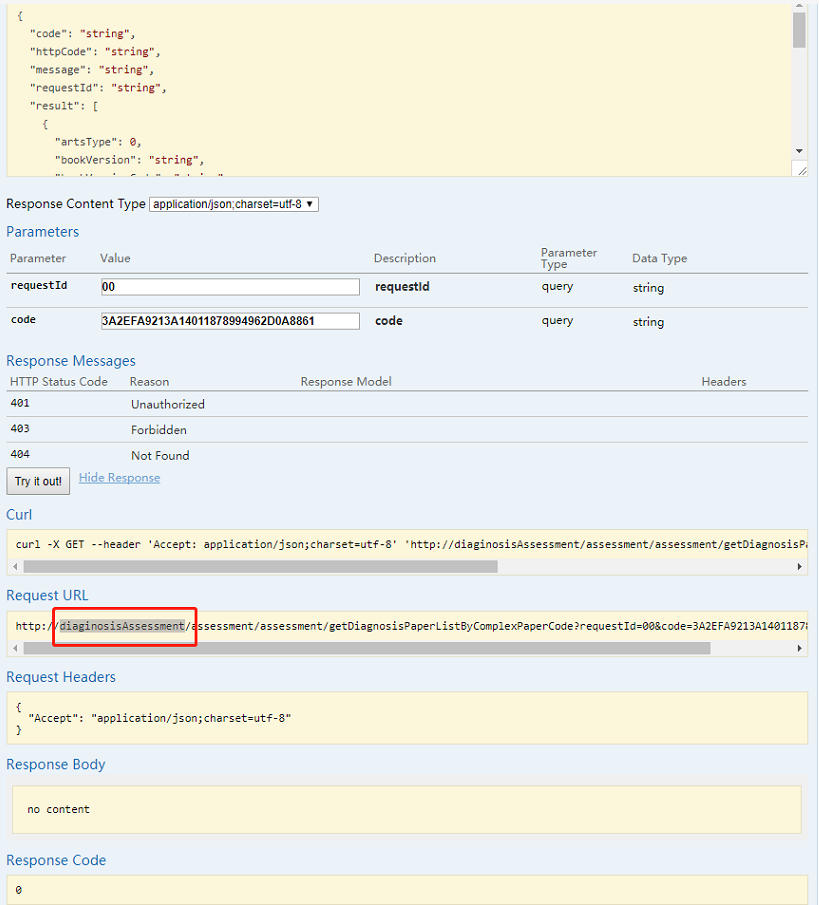 {
"code": "string",
"httpCode": "string",
"message": "string",
"requestId": "string",
"result": [
{
"artsType": 0,
"bookVersion": "string",
Response Content Type application/json;charset=utf-8 ▼
Parameters
Parameter Value Description Parameter Type Data Type
requestId 00 requestId query string
code 3A2EFA9213A14011878994962D0A8861 code query string
Response Messages
HTTP Status Code Reason Response Model Headers
401 Unauthorized
403 Forbidden
404 Not Found
Try it out! Hide Response
Curl
curl -X GET --header 'Accept: application/json;charset=utf-8' 'http://diaginosisAssessment/assessment/assessment/getDiagnosisPa
Request URL
http://diaginosisAssessment/assessment/assessment/getDiagnosisPaperListByComplexPaperCode?requestId=00&code=3A2EFA9213A1401187
Request Headers
{
"Accept": "application/json;charset=utf-8"
}
Response Body
no content
Response Code
0